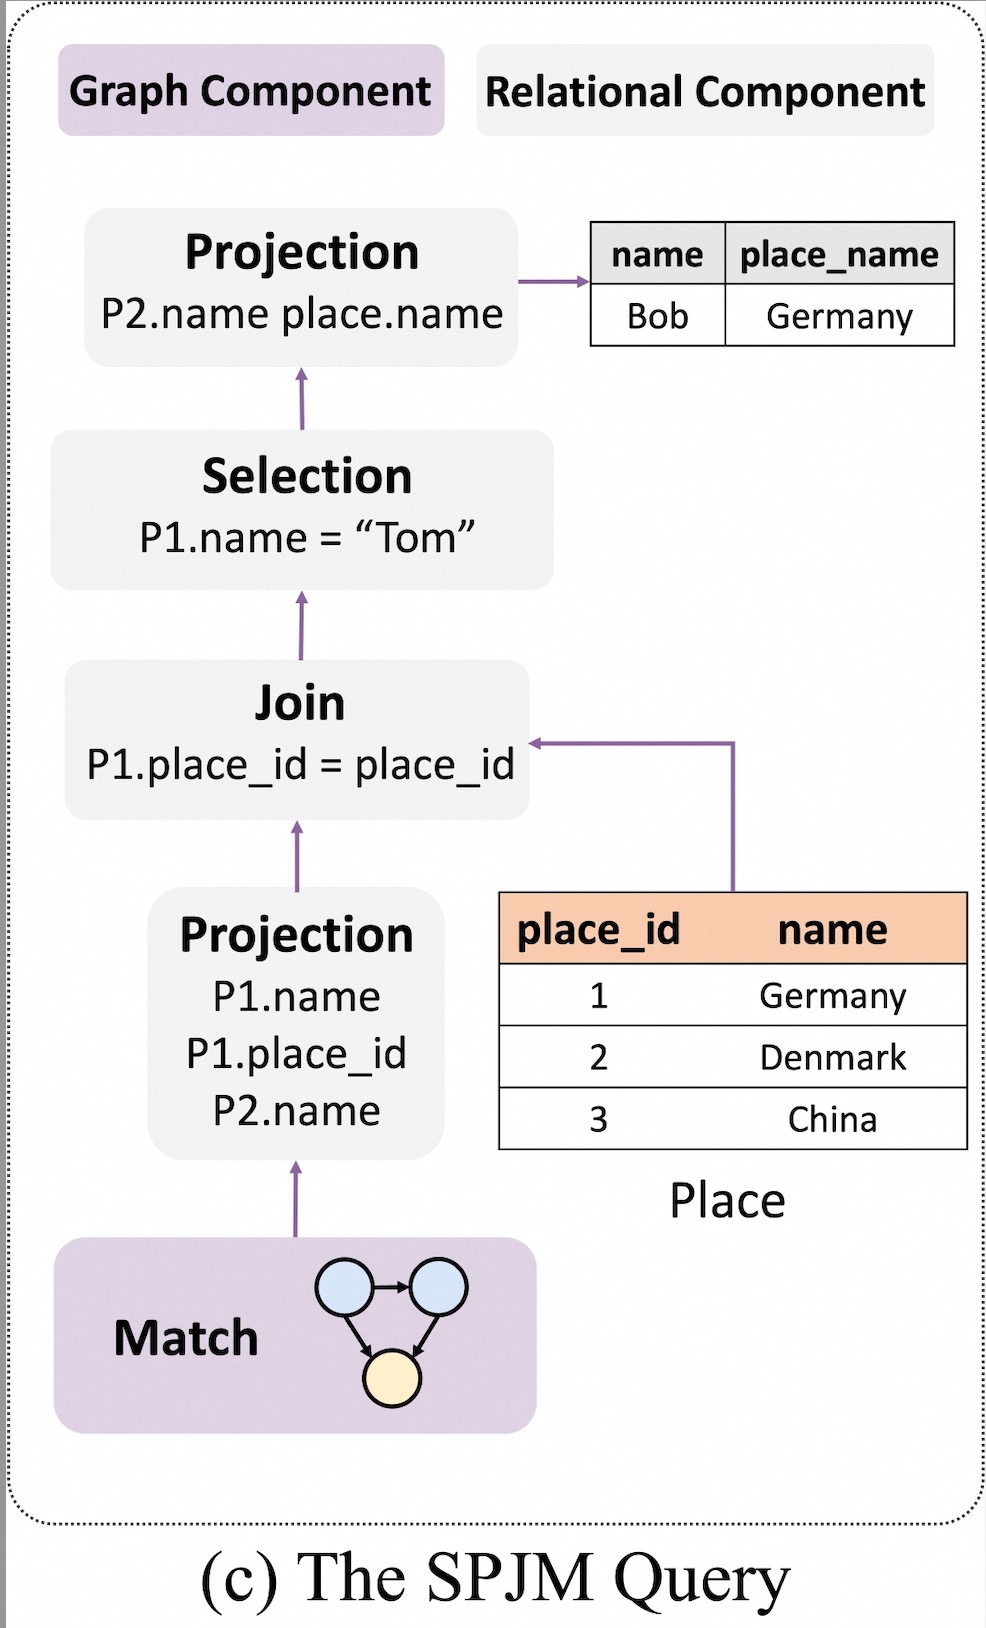 Graph Component
Relational Component
Projection
P2.name place.name
name place_name
Bob Germany
Selection
P1.name = “Tom”
Join
P1.place_id = place_id
Projection
P1.name
P1.place_id
P2.name
place_id name
1 Germany
2 Denmark
3 China
Place
Match
(c) The SPJM Query